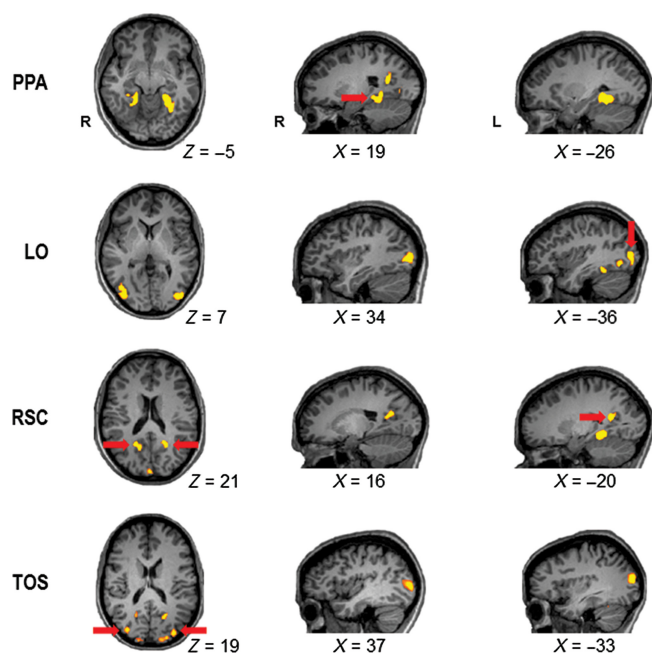 PPA
R
R
L
Z = –5
X = 19
X = –26
LO
Z = 7
X = 34
X = –36
RSC
Z = 21
X = 16
X = –20
TOS
Z = 19
X = 37
X = –33